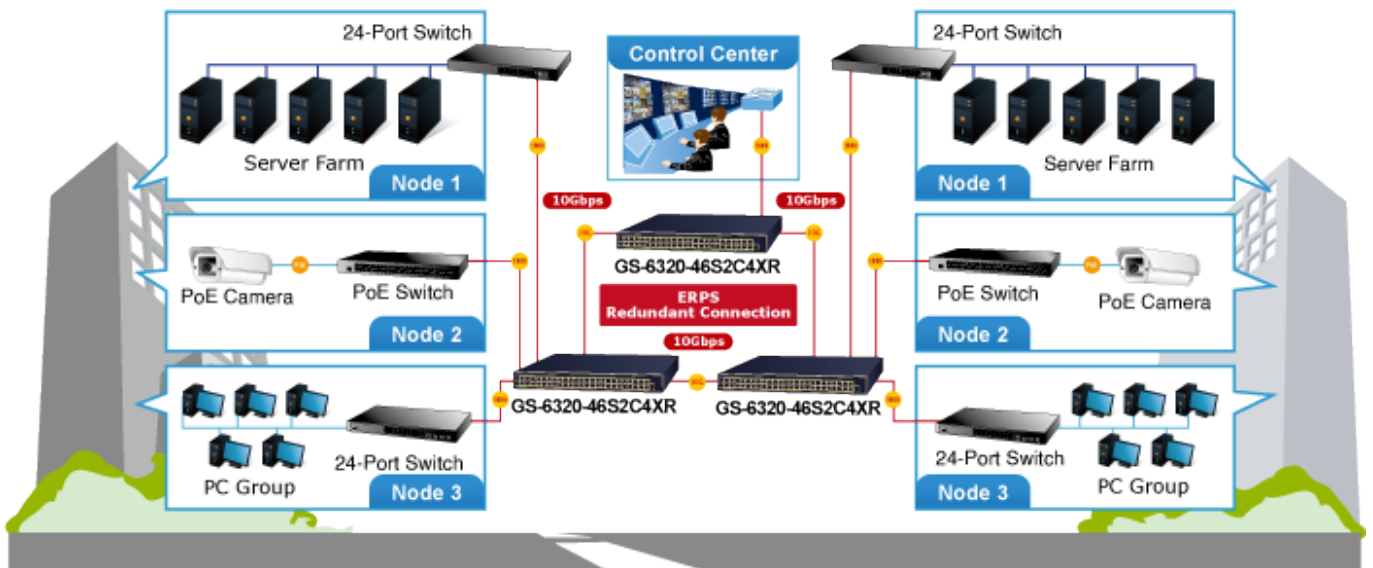 24-Port Switch
Server Farm
Node 1
PoE Camera
PoE Switch
Node 2
24-Port Switch
PC Group
Node 3
Control Center
10Gbps
10Gbps
GS-6320-46S2C4XR
ERPS
Redundant Connection
10Gbps
GS-6320-46S2C4XR
GS-6320-46S2C4XR
24-Port Switch
Server Farm
Node 1
PoE Switch
PoE Camera
Node 2
24-Port Switch
PC Group
Node 3